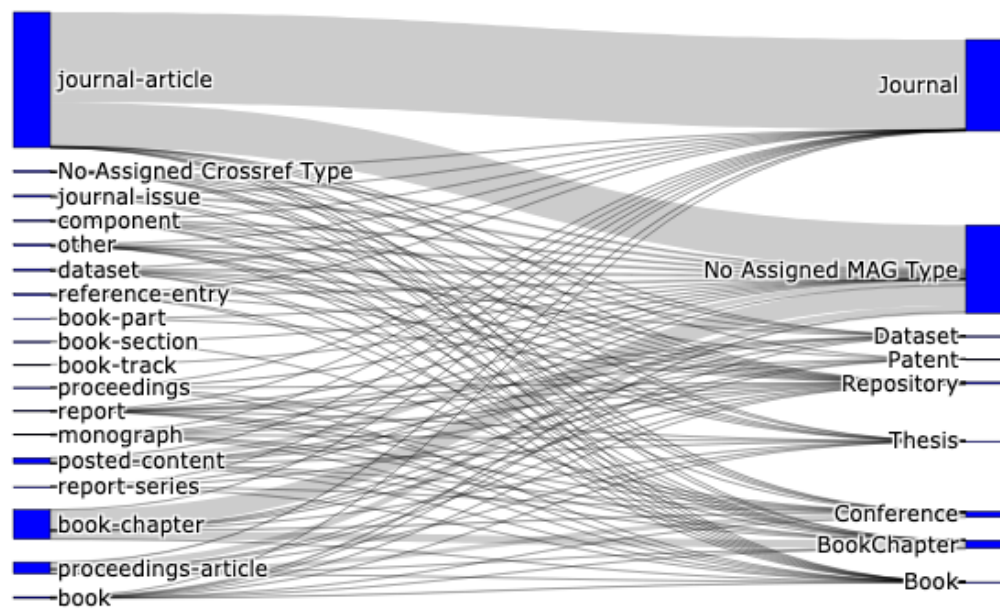 journal-article
No-Assigned Crossref Type
journal-issue
component
other
dataset
reference-entry
book-part
book-section
book-track
proceedings
report
monograph
posted-content
report-series
book-chapter
proceedings-article
book
Journal
No Assigned MAG Type
Dataset
Patent
Repository
Thesis
Conference
BookChapter
Book